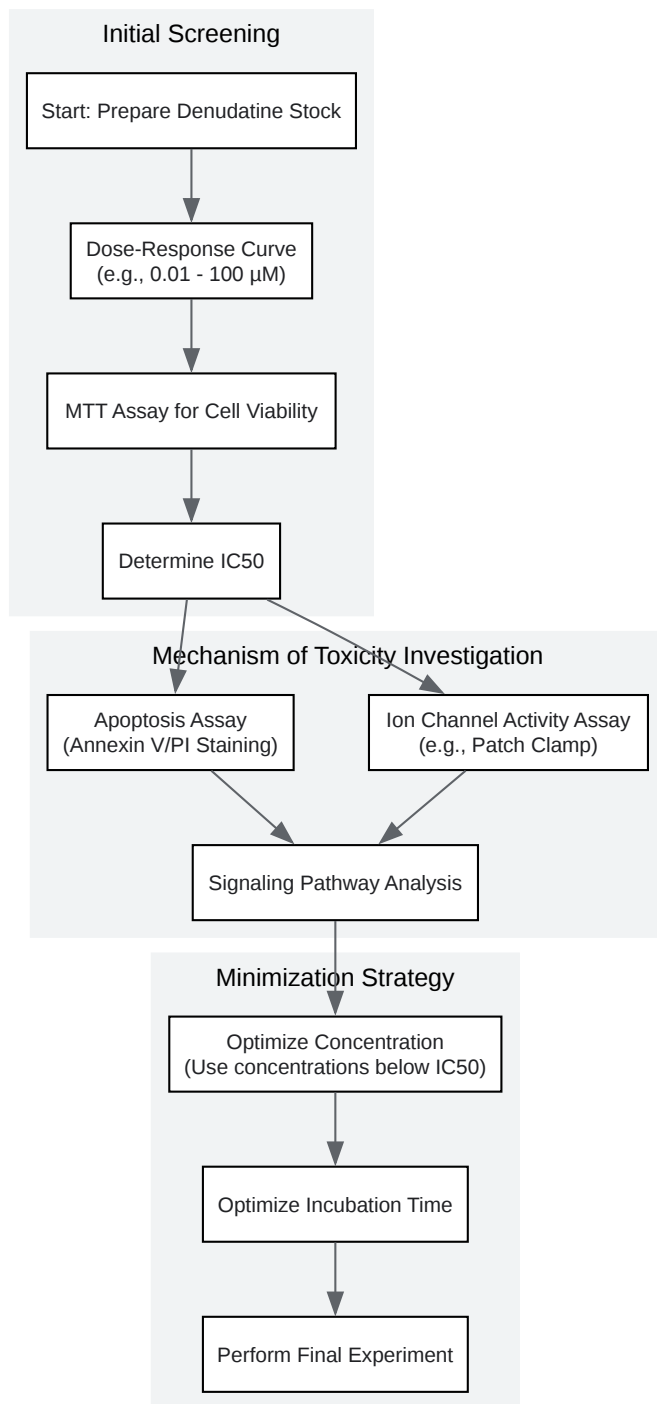 Initial Screening
Start: Prepare Denudatine Stock
Dose-Response Curve
(e.g., 0.01 - 100 µM)
MTT Assay for Cell Viability
Determine IC50
Mechanism of Toxicity Investigation
Apoptosis Assay
(Annexin V/PI Staining)
Ion Channel Activity Assay
(e.g., Patch Clamp)
Signaling Pathway Analysis
Minimization Strategy
Optimize Concentration
(Use concentrations below IC50)
Optimize Incubation Time
Perform Final Experiment